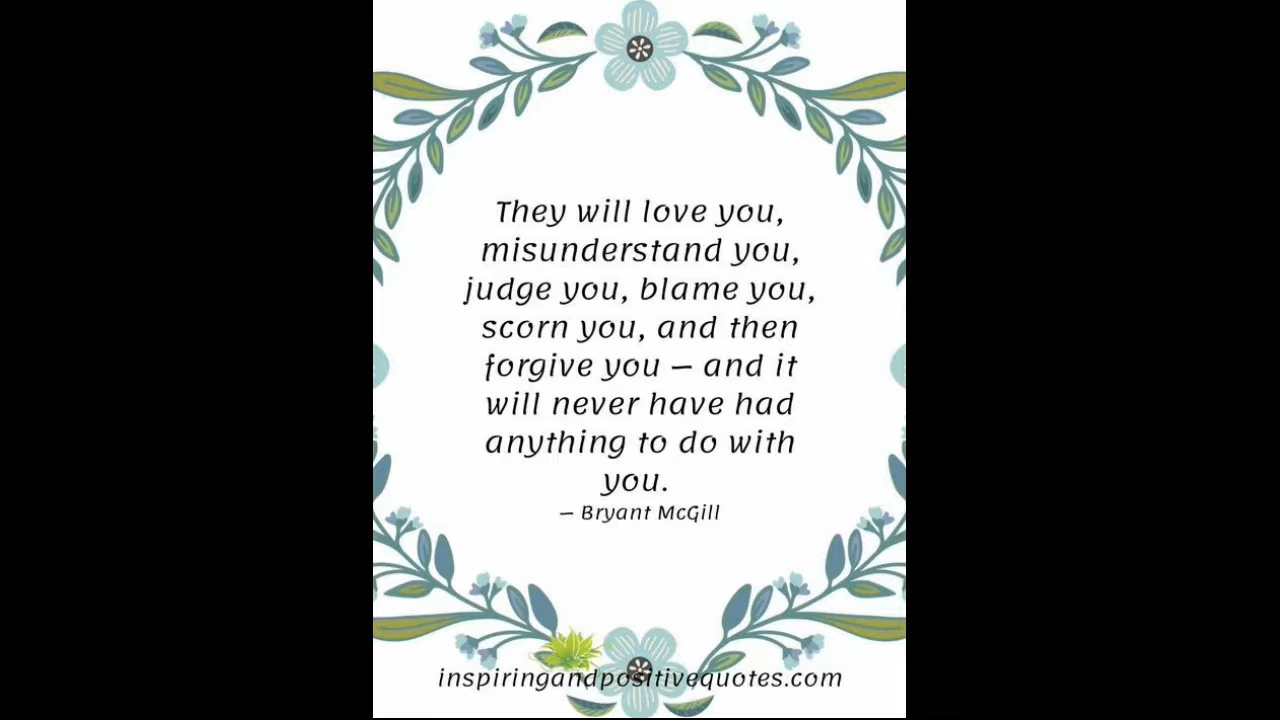 They will love you,
misunderstand you,
judge you, blame you,
scorn you, and then
forgive you — and it
will never have had
anything to do with
you.
— Bryant McGill
inspiringandpositivequotes.com